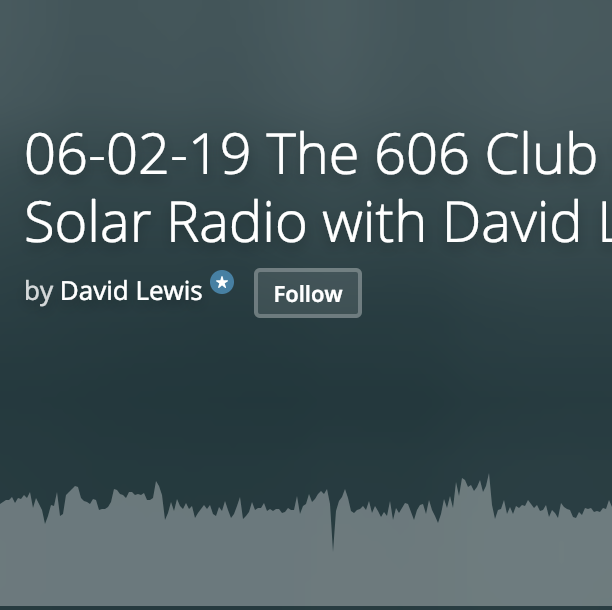 06-02-19 The 606 Club
Solar Radio with David L
by David Lewis
Follow